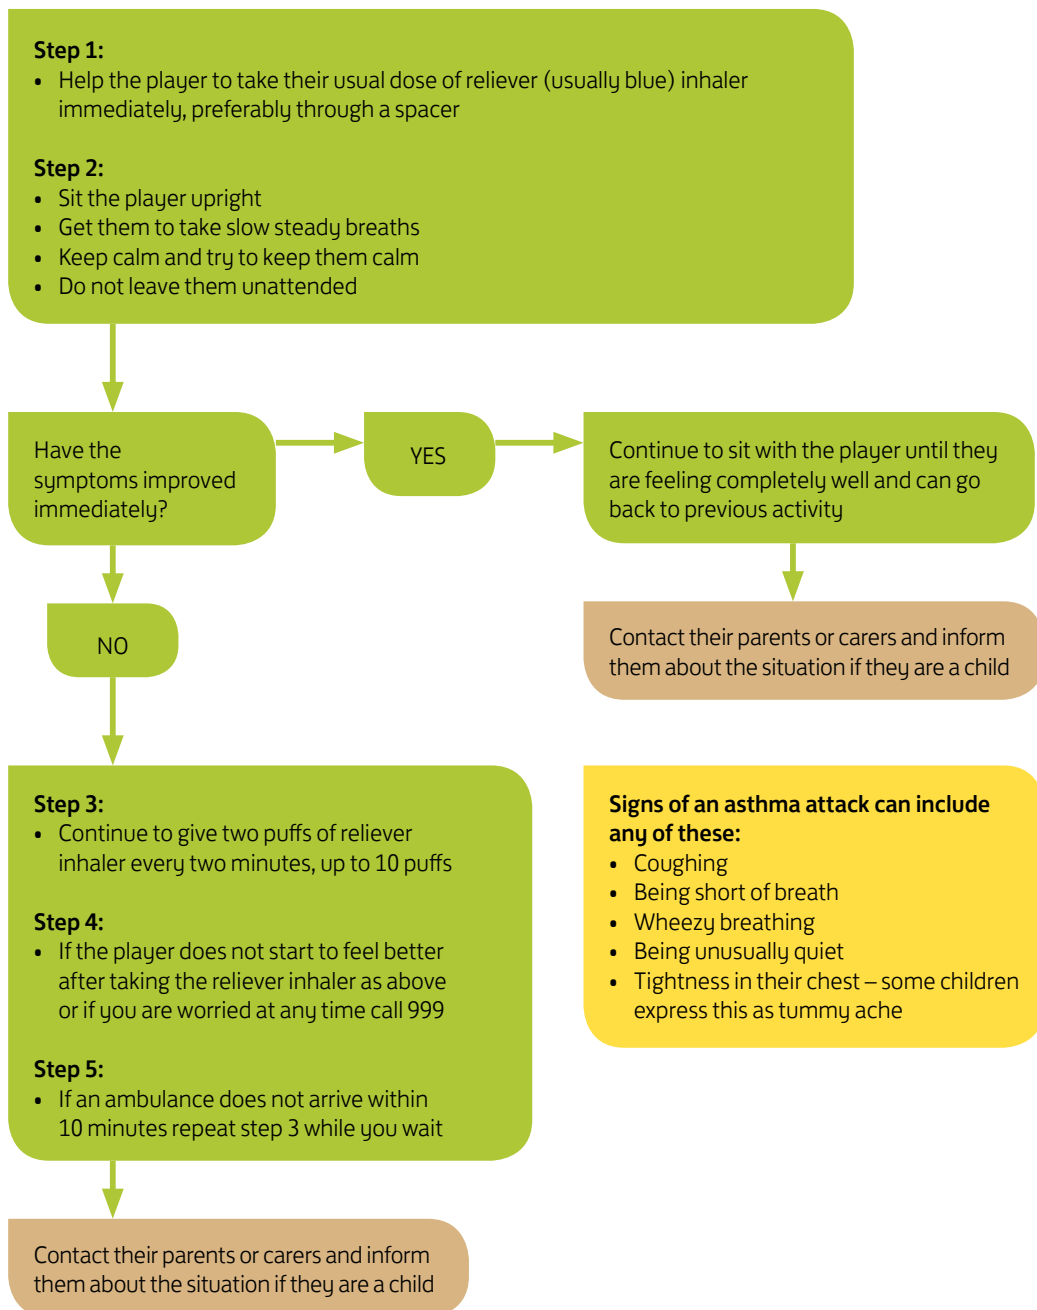 Step 1:
• Help the player to take their usual dose of reliever (usually blue) inhaler
immediately, preferably through a spacer
Step 2:
• Sit the player upright
• Get them to take slow steady breaths
• Keep calm and try to keep them calm
• Do not leave them unattended
Have the
symptoms improved
immediately?
YES
Continue to sit with the player until they
are feeling completely well and can go
back to previous activity
Contact their parents or carers and inform
them about the situation if they are a child
NO
Step 3:
• Continue to give two puffs of reliever
inhaler every two minutes, up to 10 puffs
Step 4:
• If the player does not start to feel better
after taking the reliever inhaler as above
or if you are worried at any time call 999
Step 5:
• If an ambulance does not arrive within
10 minutes repeat step 3 while you wait
Contact their parents or carers and inform
them about the situation if they are a child
Signs of an asthma attack can include
any of these:
• Coughing
• Being short of breath
• Wheezy breathing
• Being unusually quiet
• Tightness in their chest – some children
express this as tummy ache